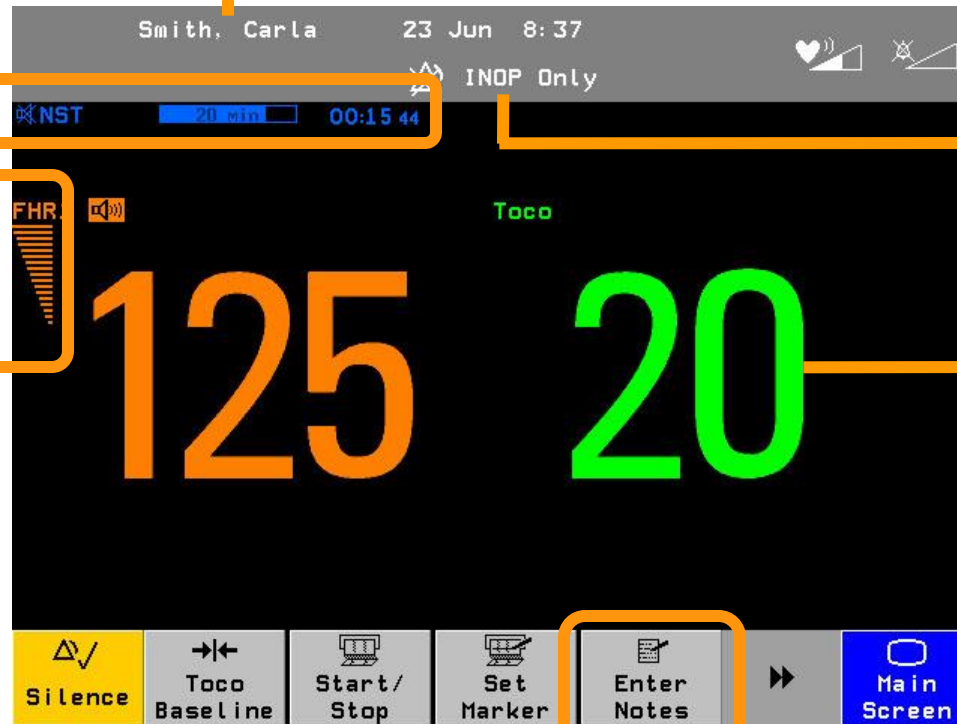 Smith, Carla 23 Jun 8:37
INOP Only
NST 20 min 00:15 44
FHR1 Toco
125 20
Silence
Toco Baseline
Start/ Stop
Set Marker
Enter Notes
Main Screen